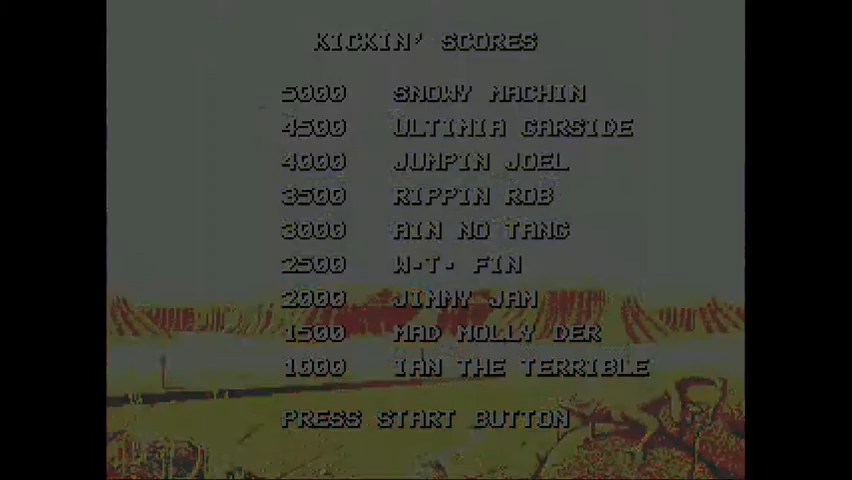 KICKIN' SCORES
5000 SNOWY MACHIN
4500 ULTIMIA GARSIDE
4000 JUMPIN JOEL
3500 RIPPIN ROB
3000 AIN NO TANG
2500 W.T. FIN
2000 JIMMY JAM
1500 MAD MOLLY DER
1000 IAN THE TERRIBLE
PRESS START BUTTON